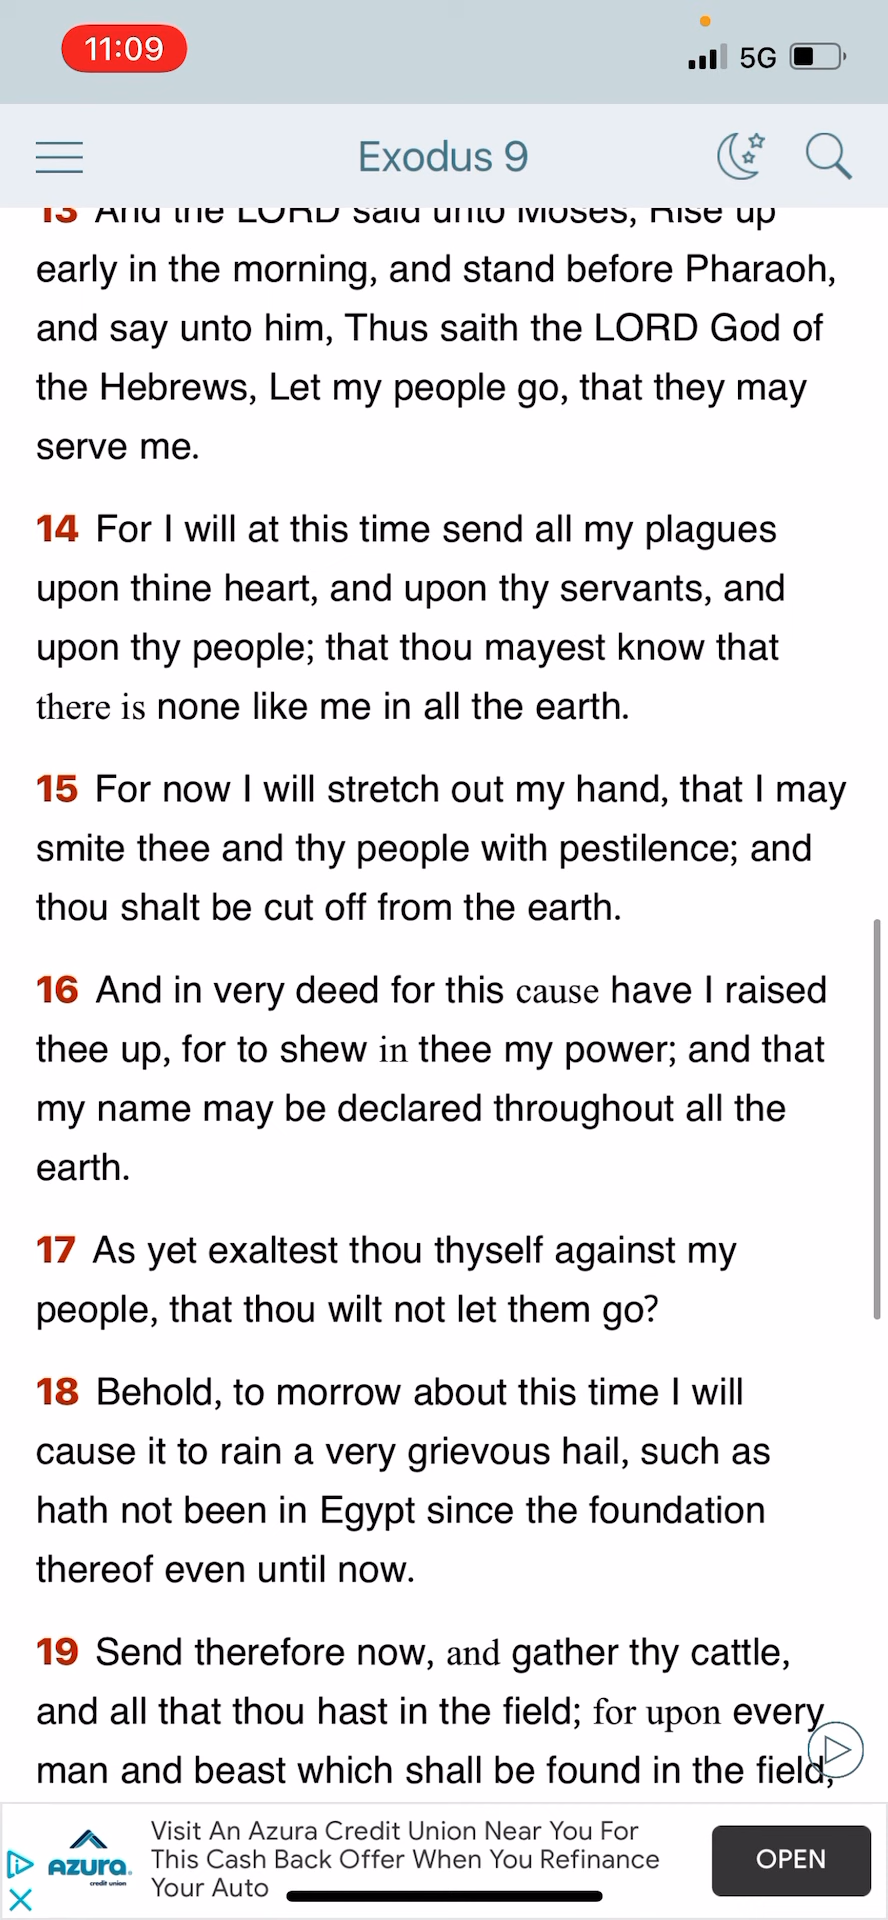 11:09
5G
Exodus 9
13 And the LORD said unto Moses, Rise up
early in the morning, and stand before Pharaoh,
and say unto him, Thus saith the LORD God of
the Hebrews, Let my people go, that they may
serve me.
14 For I will at this time send all my plagues
upon thine heart, and upon thy servants, and
upon thy people; that thou mayest know that
there is none like me in all the earth.
15 For now I will stretch out my hand, that I may
smite thee and thy people with pestilence; and
thou shalt be cut off from the earth.
16 And in very deed for this cause have I raised
thee up, for to shew in thee my power; and that
my name may be declared throughout all the
earth.
17 As yet exaltest thou thyself against my
people, that thou wilt not let them go?
18 Behold, to morrow about this time I will
cause it to rain a very grievous hail, such as
hath not been in Egypt since the foundation
thereof even until now.
19 Send therefore now, and gather thy cattle,
and all that thou hast in the field; for upon every
man and beast which shall be found in the field,
AZURA
credit union
Visit An Azura Credit Union Near You For
This Cash Back Offer When You Refinance
Your Auto
OPEN